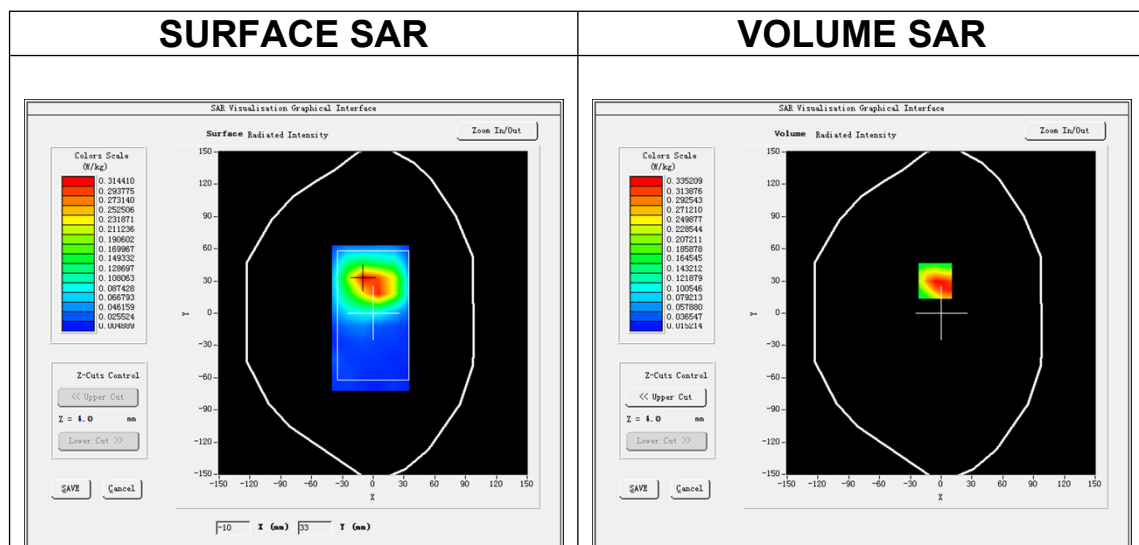 SURFACE SAR
VOLUME SAR
SAR Visualisation Graphical Interface
Surface Radiated Intensity
Zoom In/Out
Colors Scale
(W/kg)
0.314410
0.293775
0.273140
0.252506
0.231871
0.211236
0.190602
0.169967
0.149332
0.128697
0.108063
0.087428
0.066793
0.046159
0.025524
0.004889
Z-Cuts Control
<< Upper Cut
Z = 4.0 mm
Lower Cut >>
SAVE
Cancel
150
120
90
60
30
0
-30
-60
-90
-120
-150
Y
-150 -120 -90 -60 -30 0 30 60 90 120 150
X
-10 X (mm) 33 Y (mm)
SAR Visualisation Graphical Interface
Volume Radiated Intensity
Zoom In/Out
Colors Scale
(W/kg)
0.335209
0.313876
0.292543
0.271210
0.249877
0.228544
0.207211
0.185878
0.164545
0.143212
0.121879
0.100546
0.079213
0.057880
0.036547
0.015214
Z-Cuts Control
<< Upper Cut
Z = 4.0 mm
Lower Cut >>
SAVE
Cancel
150
120
90
60
30
0
-30
-60
-90
-120
-150
Y
-150 -120 -90 -60 -30 0 30 60 90 120 150
X